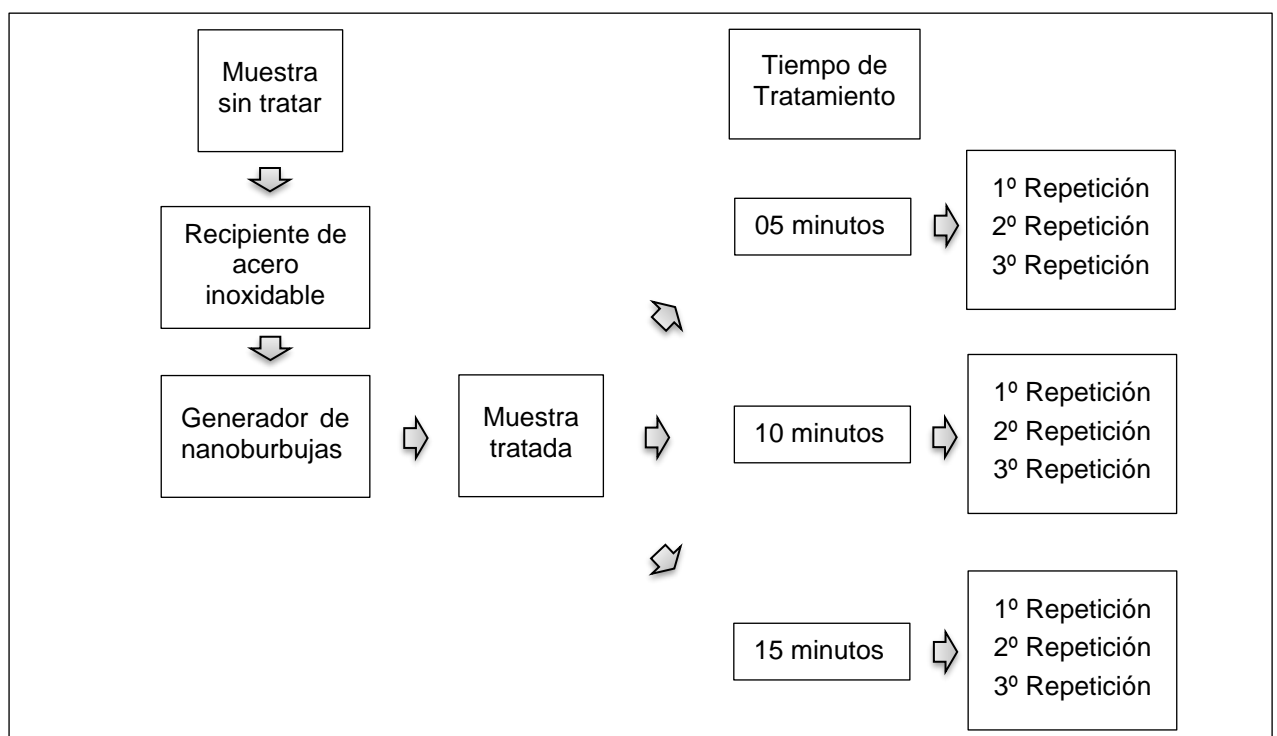 Muestra
sin tratar
Recipiente de
acero
inoxidable
Generador de
nanoburbujas
Muestra
tratada
Tiempo de
Tratamiento
05 minutos
1º Repetición
2º Repetición
3º Repetición
10 minutos
1º Repetición
2º Repetición
3º Repetición
15 minutos
1º Repetición
2º Repetición
3º Repetición